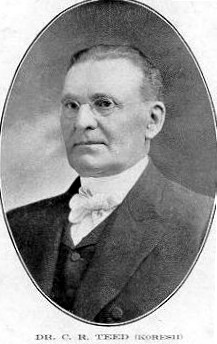 DR. C. R. TEED (KORESH)